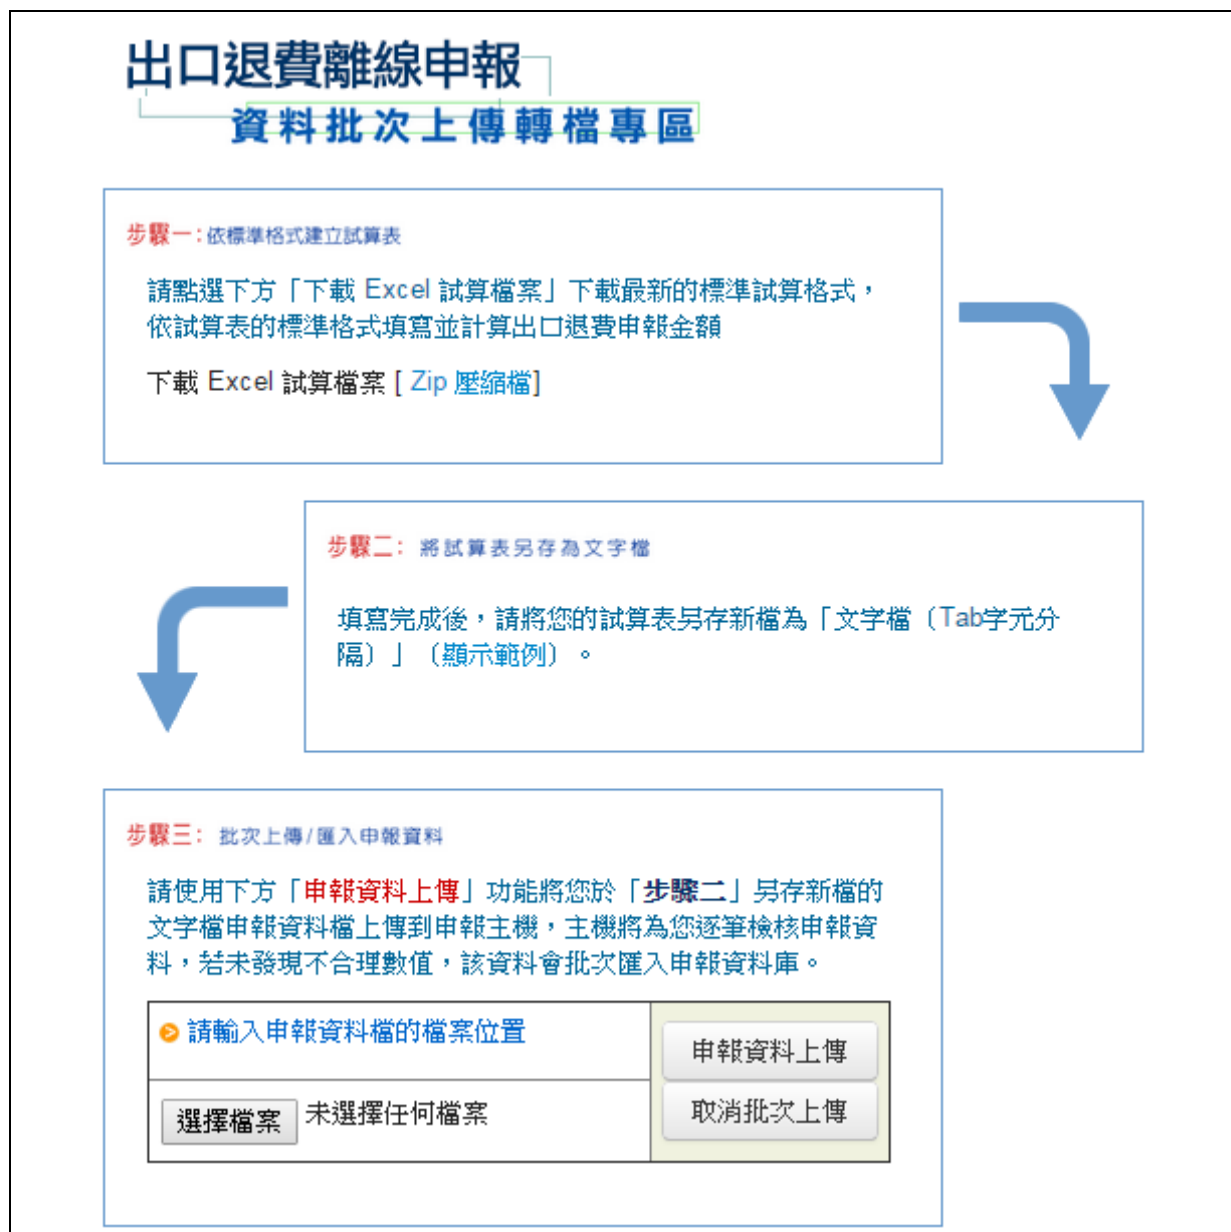 出口退費離線申報
資料批次上傳轉檔專區
步驟一:依標準格式建立試算表
請點選下方「下載 Excel 試算檔案」下載最新的標準試算格式，
依試算表的標準格式填寫並計算出口退費申報金額
下載 Excel 試算檔案 [ Zip 壓縮檔]
步驟二: 將試算表另存為文字檔
填寫完成後，請將您的試算表另存新檔為「文字檔（Tab字元分
隔）」（顯示範例）。
步驟三: 批次上傳/匯入申報資料
請使用下方「申報資料上傳」功能將您於「步驟二」另存新檔的
文字檔申報資料檔上傳到申報主機，主機將為您逐筆檢核申報資
料，若未發現不合理數值，該資料會批次匯入申報資料庫。
請輸入申報資料檔的檔案位置
申報資料上傳
選擇檔案 未選擇任何檔案
取消批次上傳